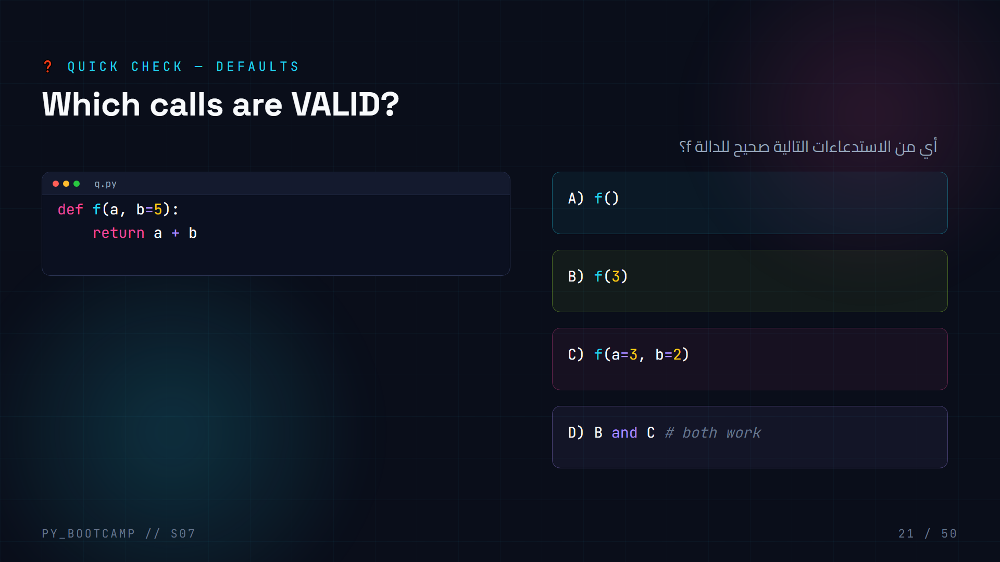 ❓ QUICK CHECK — DEFAULTS
Which calls are VALID?
أي من الاستدعاءات التالية صحيح للدالة f؟
q.py
def f(a, b=5):
    return a + b
A) f()
B) f(3)
C) f(a=3, b=2)
D) B and C # both work
PY_BOOTCAMP // S07
21 / 50